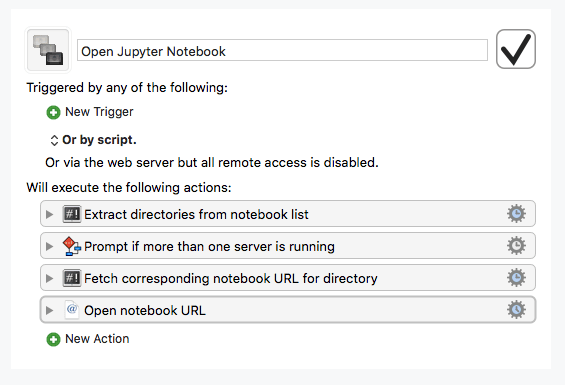 Open Jupyter Notebook
Triggered by any of the following:
New Trigger
Or by script.
Or via the web server but all remote access is disabled.
Will execute the following actions:
#! Extract directories from notebook list
Prompt if more than one server is running
#! Fetch corresponding notebook URL for directory
@ Open notebook URL
New Action